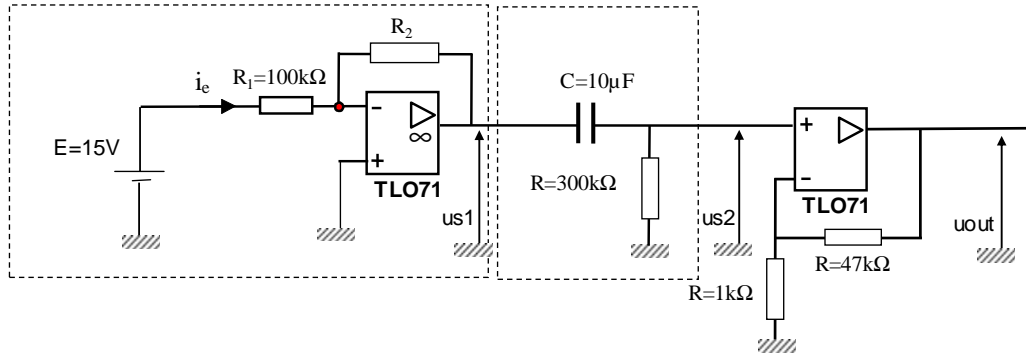 R2
ie
R1=100kΩ
C=10µF
−
∞
+
E=15V
TLO71
us1
R=300kΩ
us2
+
−
TLO71
uout
R=47kΩ
R=1kΩ